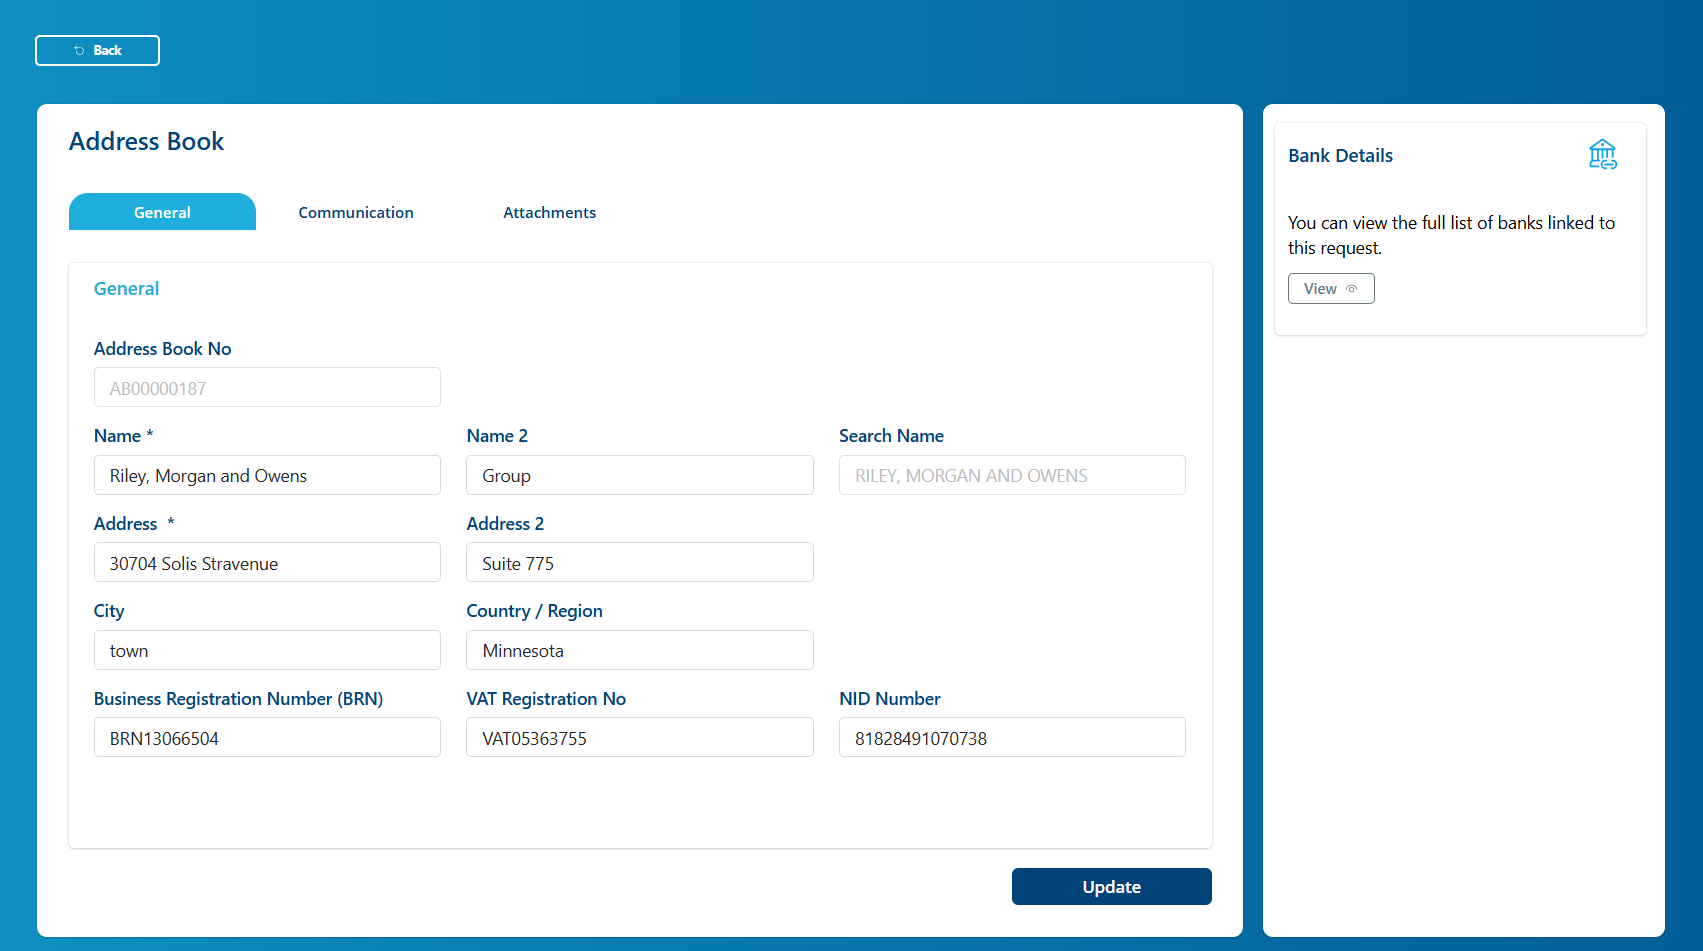 Back
Address Book
General
Communication
Attachments
General
Address Book No
AB00000187
Name *
Name 2
Search Name
Riley, Morgan and Owens
Group
RILEY, MORGAN AND OWENS
Address *
Address 2
30704 Solis Stravenue
Suite 775
City
Country / Region
town
Minnesota
Business Registration Number (BRN)
VAT Registration No
NID Number
BRN13066504
VAT05363755
81828491070738
Update
Bank Details
You can view the full list of banks linked to
this request.
View